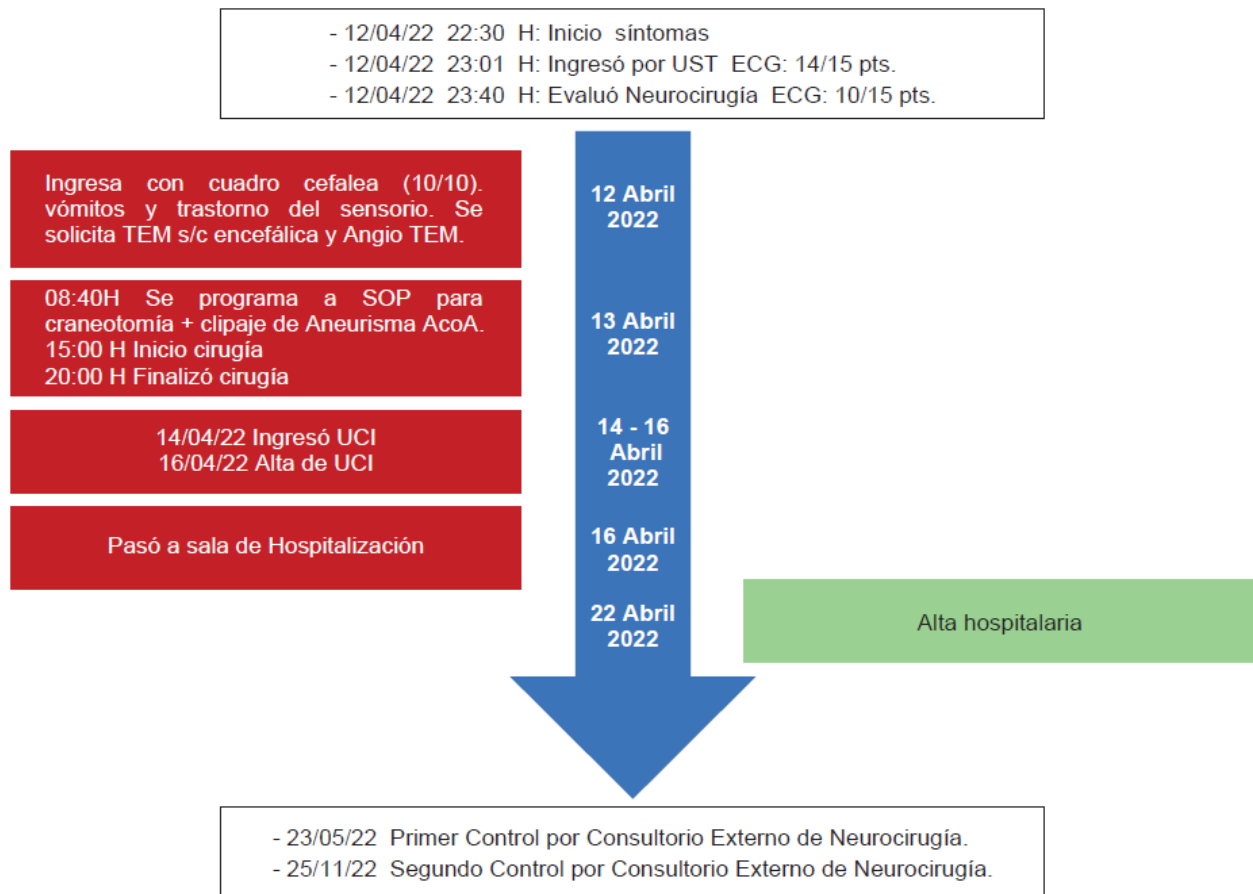 - 12/04/22 22:30 H: Inicio síntomas
- 12/04/22 23:01 H: Ingresó por UST ECG: 14/15 pts.
- 12/04/22 23:40 H: Evaluó Neurocirugía ECG: 10/15 pts.
Ingresa con cuadro cefalea (10/10).
vómitos y trastorno del sensorio. Se
solicita TEM s/c encefálica y Angio TEM.
12 Abril
2022
08:40H Se programa a SOP para
craneotomía + clipaje de Aneurisma AcoA.
15:00 H Inicio cirugía
20:00 H Finalizó cirugía
13 Abril
2022
14/04/22 Ingresó UCI
16/04/22 Alta de UCI
14 - 16
Abril
2022
Pasó a sala de Hospitalización
16 Abril
2022
22 Abril
2022
Alta hospitalaria
- 23/05/22 Primer Control por Consultorio Externo de Neurocirugía.
- 25/11/22 Segundo Control por Consultorio Externo de Neurocirugía.